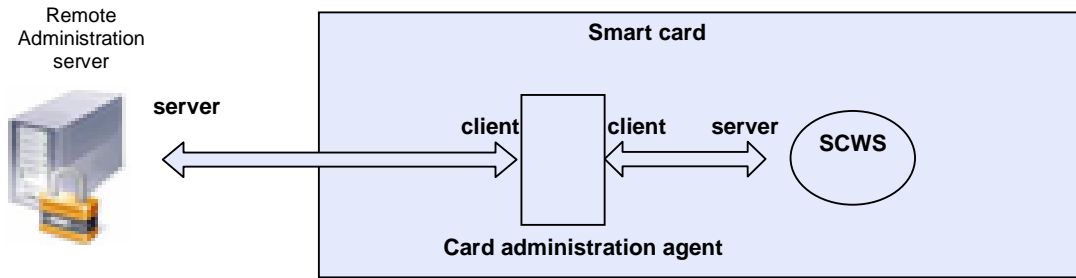 Remote
Administration
server
Smart card
server
client
client
server
SCWS
Card administration agent